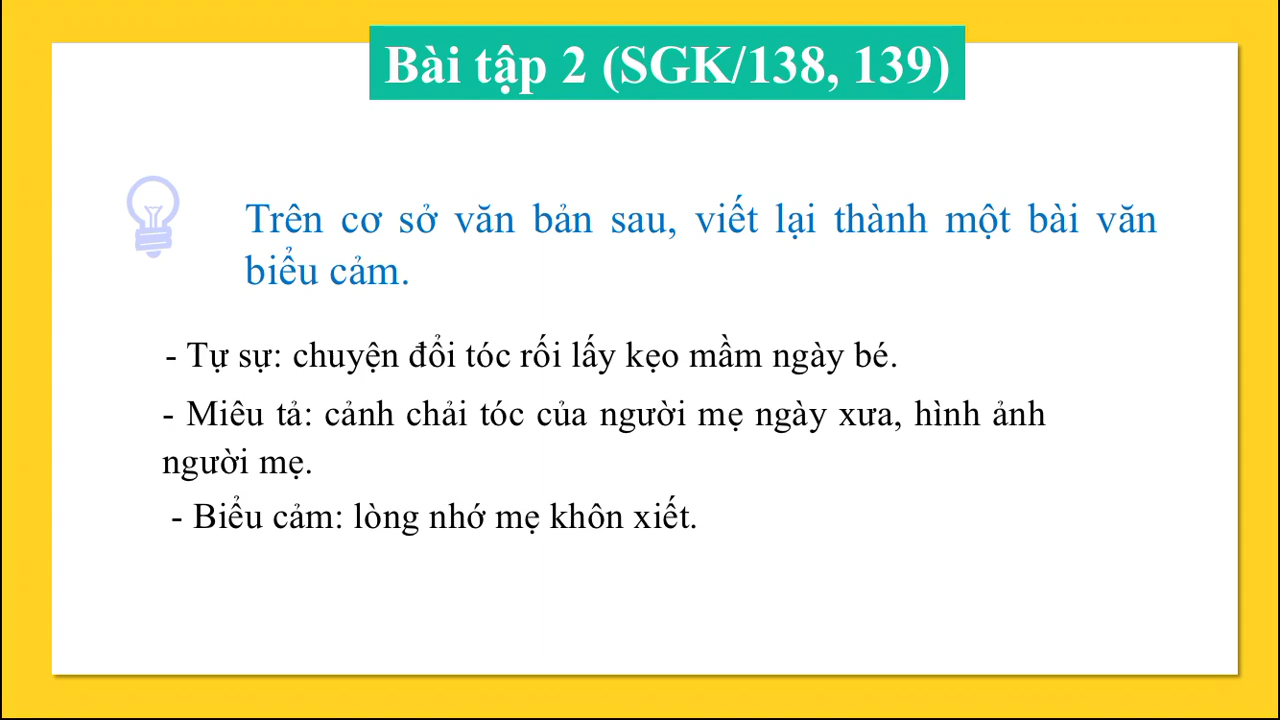 Bài tập 2 (SGK/138, 139)
Trên cơ sở văn bản sau, viết lại thành một bài văn
biểu cảm.
- Tự sự: chuyện đổi tóc rối lấy kẹo mầm ngày bé.
- Miêu tả: cảnh chải tóc của người mẹ ngày xưa, hình ảnh
người mẹ.
- Biểu cảm: lòng nhớ mẹ khôn xiết.